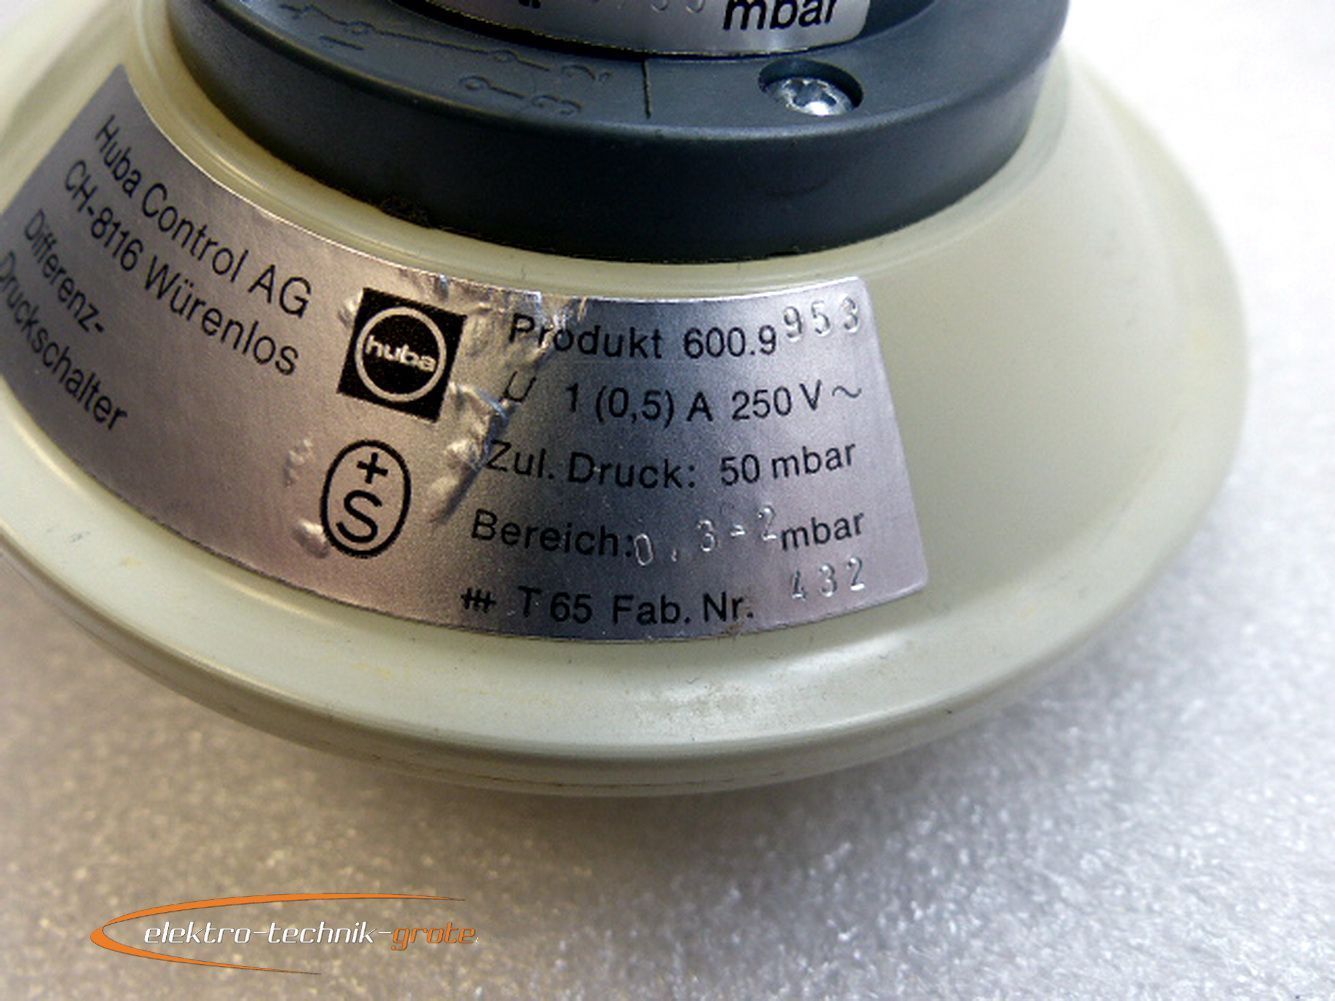 mbar
Huba Control AG
CH-8116 Würenlos
Differenz-
Druckschalter
huba
+
S
Produkt 600.9953
U 1 (0,5) A 250 V ~
Zul. Druck: 50 mbar
Bereich: 0,3-2 mbar
T 65 Fab. Nr. 432
elektro-technik-grote